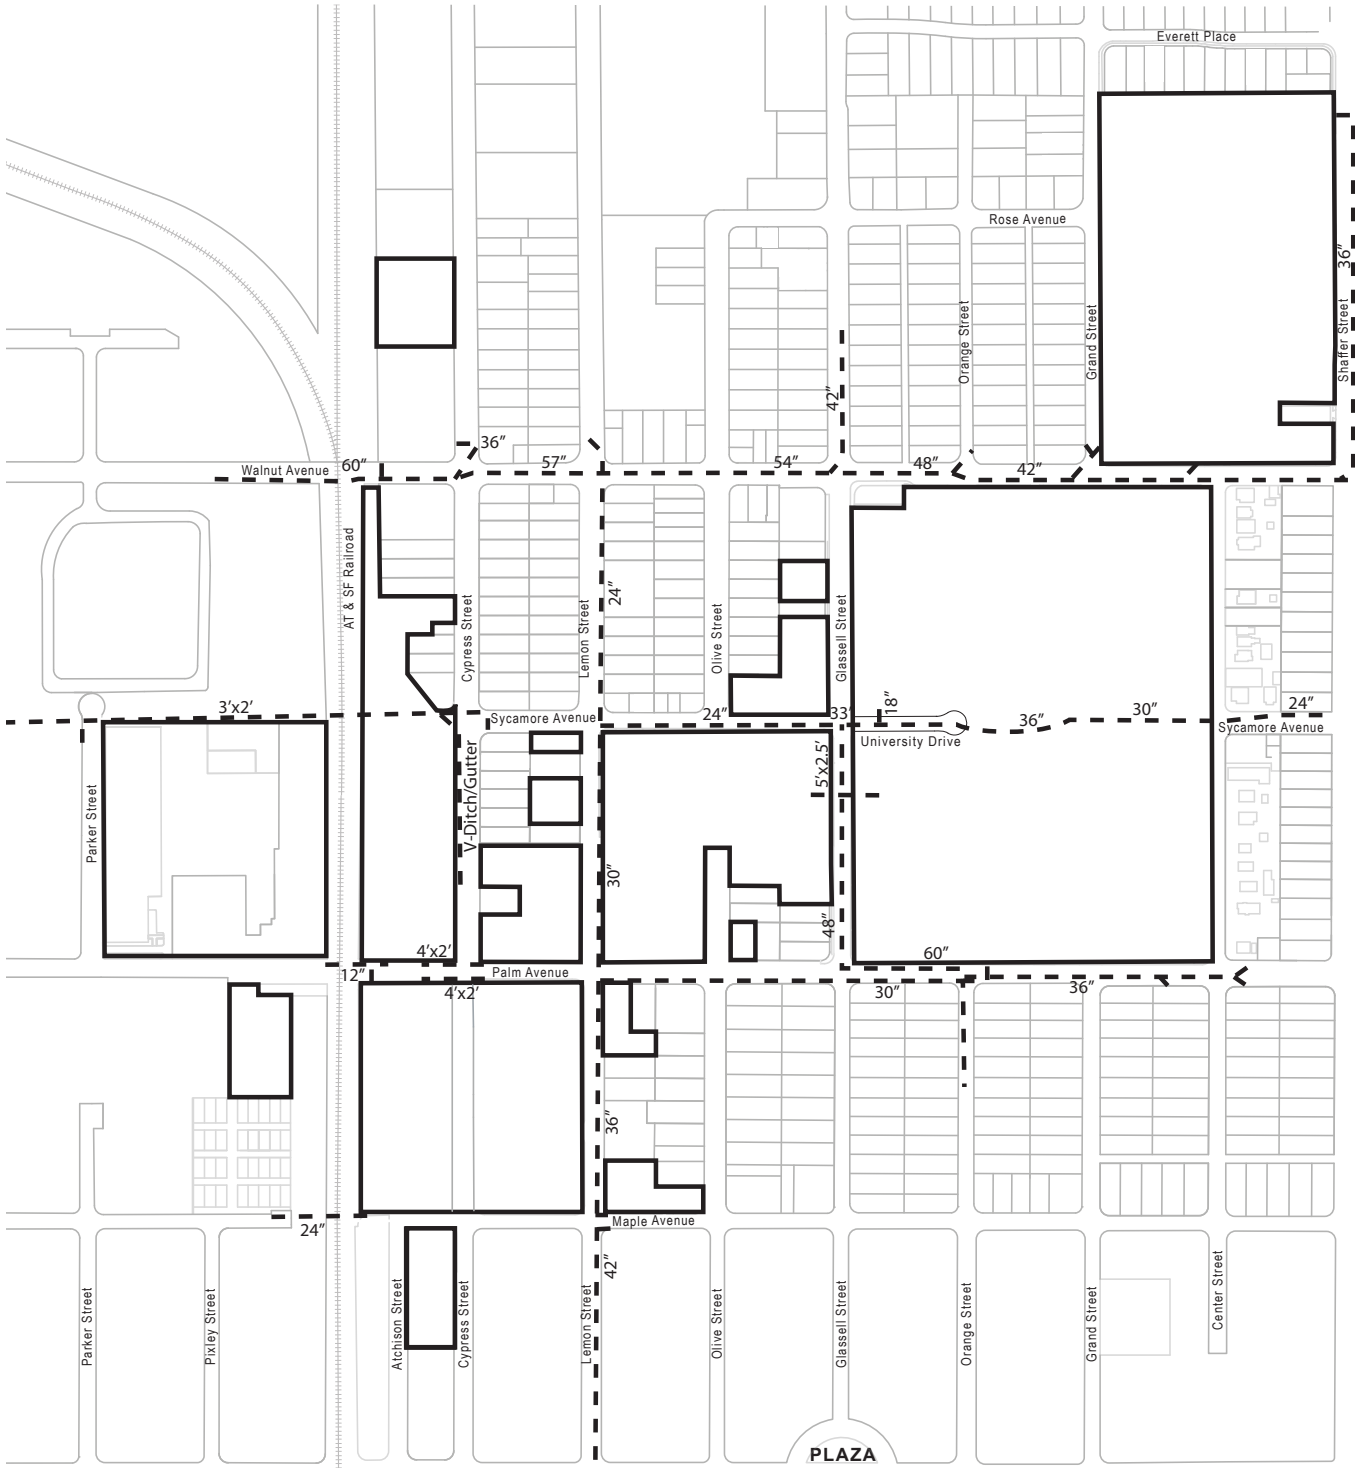 Everett Place
Rose Avenue
36”
Shaffer Street
Orange Street
Grand Street
42”
36”
Walnut Avenue
60”
57”
54”
48”
42”
AT & SF Railroad
24”
Cypress Street
Lemon Street
Olive Street
Glassell Street
3’x2’
Sycamore Avenue
24”
33’
18”
36”
30”
24”
University Drive
Sycamore Avenue
Parker Street
V-Ditch/Gutter
5’x2.5’
30”
48”
4’x2’
60”
12”
Palm Avenue
4’x2’
30”
36”
36”
24”
Maple Avenue
42”
Parker Street
Pixley Street
Atchison Street
Cypress Street
Lemon Street
Olive Street
Glassell Street
Orange Street
Grand Street
Center Street
PLAZA